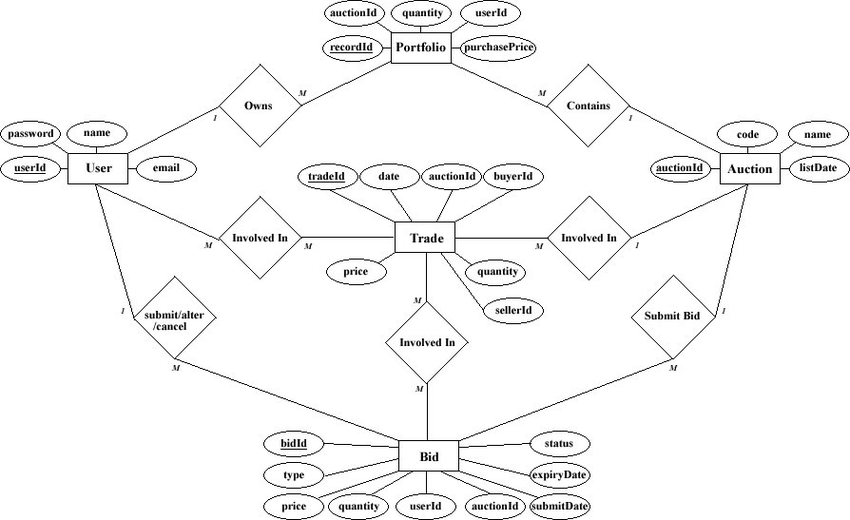 auctionId quantity userId
recordId Portfolio purchasePrice
M M
Owns Contains
1 1
password name code name
userId User email auctionId Auction listDate
tradeId date auctionId buyerId
Involved In Trade Involved In
M M M 1
price quantity
M
1 submit/alter sellerId Submit Bid 1
/cancel
Involved In
M M
M
bidId status
Bid
type expiryDate
price quantity userId auctionId submitDate